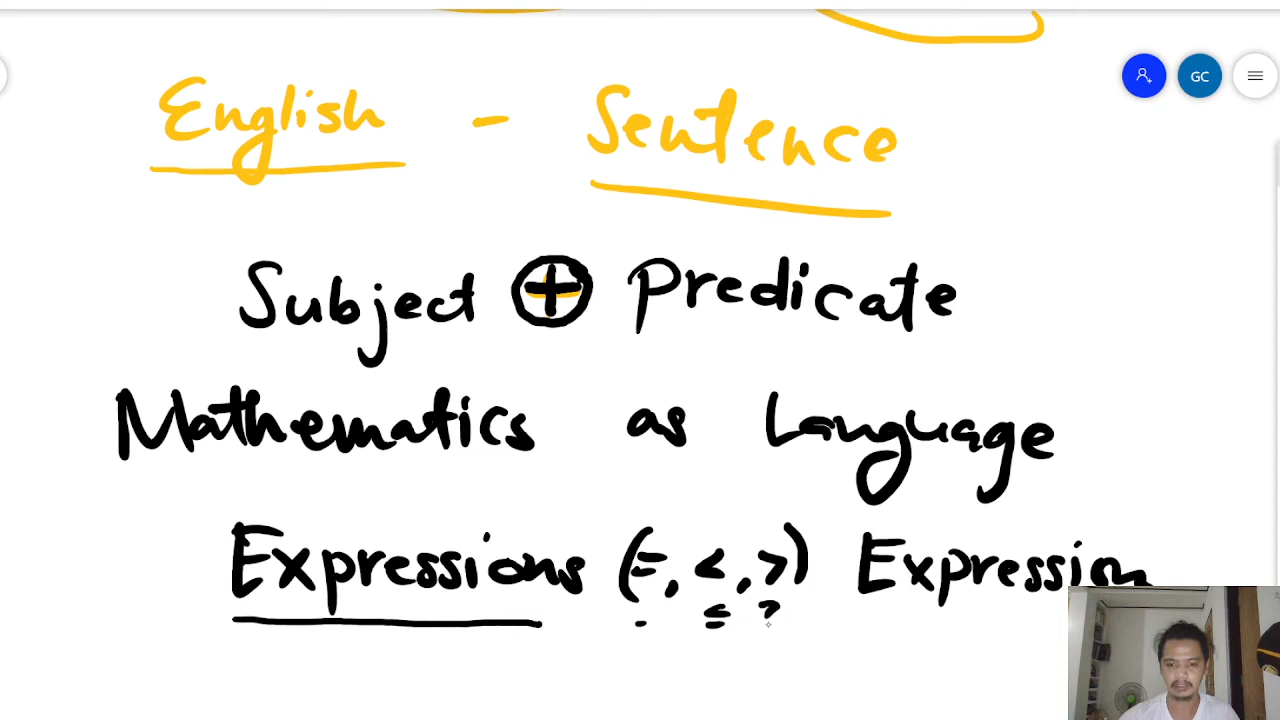 English - Sentence
GC
Subject + Predicate
Mathematics as Language
Expressions (=, <, >) Expression
≤